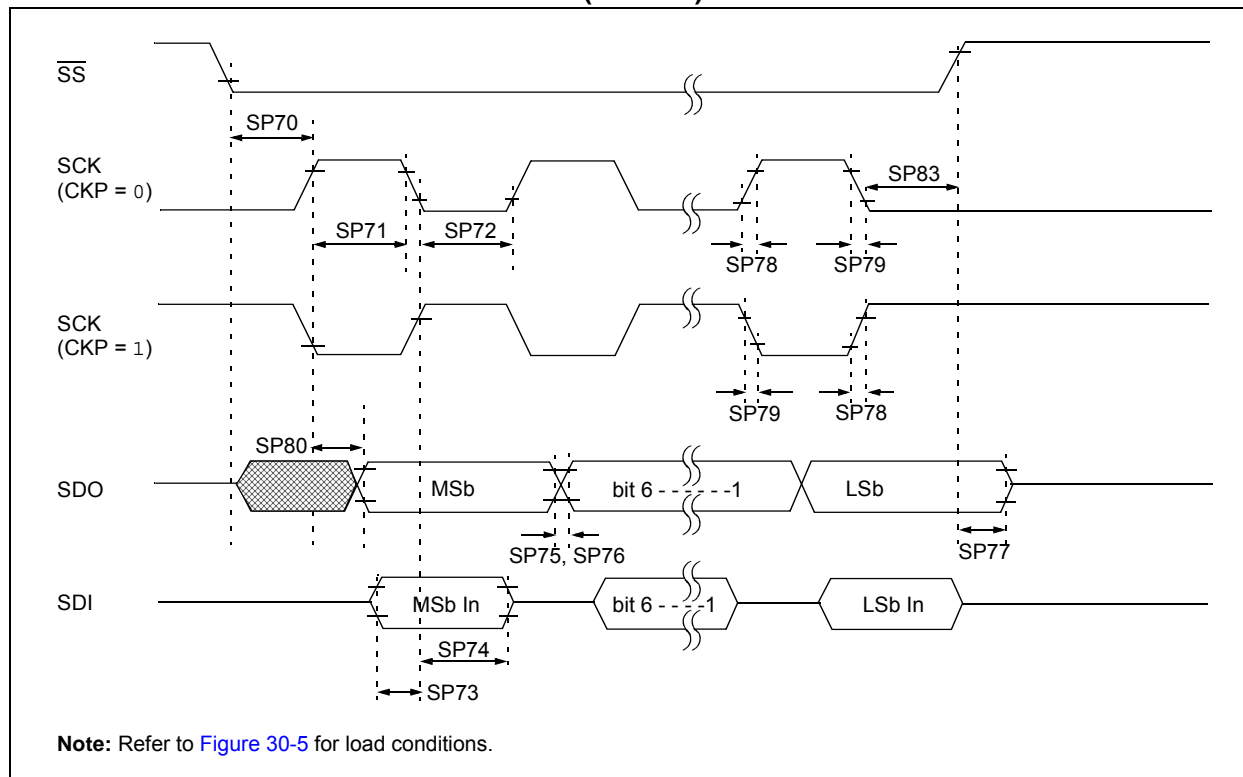 SS
SP70
SCK
(CKP = 0)
SP83
SP71
SP72
SP78
SP79
SCK
(CKP = 1)
SP79
SP78
SP80
SDO
MSb
bit 6 - - - - - -1
LSb
SP75, SP76
SP77
SDI
MSb In
bit 6 - - - -1
LSb In
SP74
SP73
Note: Refer to Figure 30-5 for load conditions.